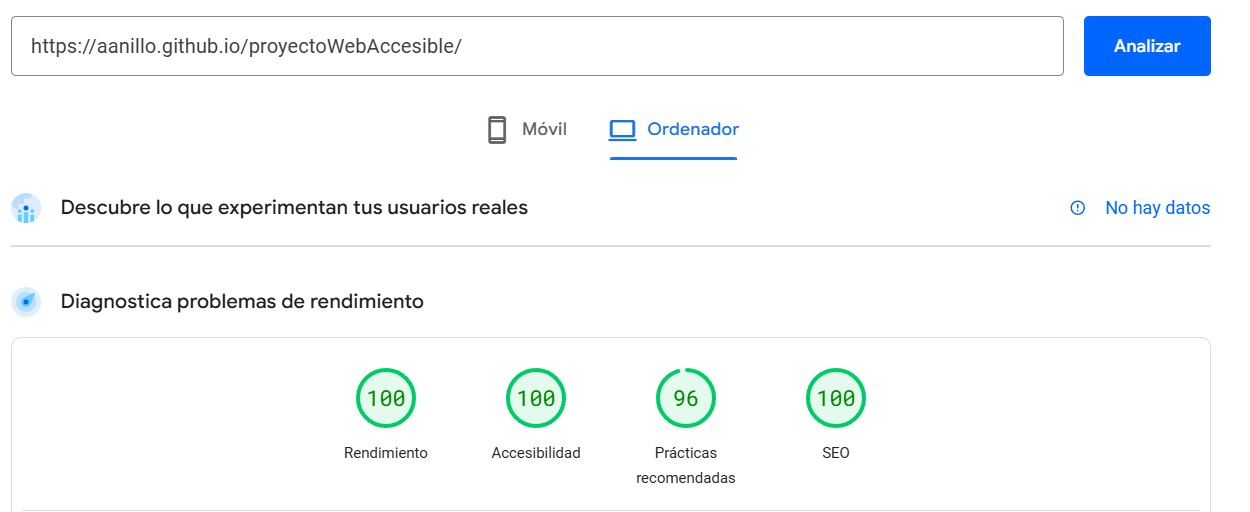 https://aanillo.github.io/proyectoWebAccesible/
Analizar
Móvil
Ordenador
Descubre lo que experimentan tus usuarios reales
No hay datos
Diagnostica problemas de rendimiento
100
100
96
100
Rendimiento
Accesibilidad
Prácticas
recomendadas
SEO